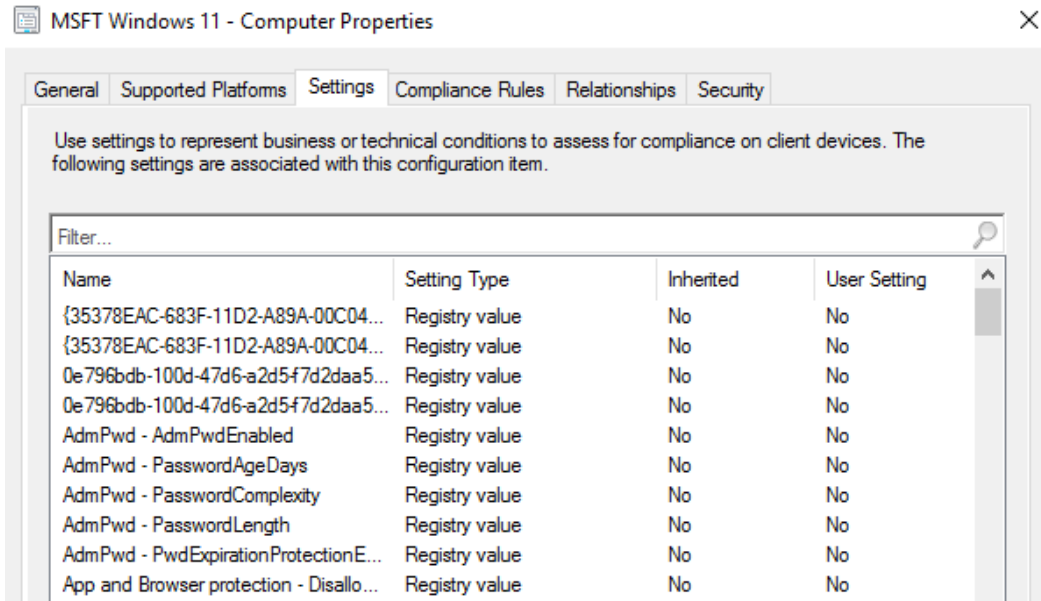 MSFT Windows 11 - Computer Properties
General Supported Platforms Settings Compliance Rules Relationships Security
Use settings to represent business or technical conditions to assess for compliance on client devices. The
following settings are associated with this configuration item.
Filter...
Name Setting Type Inherited User Setting
{35378EAC-683F-11D2-A89A-00C04... Registry value No No
{35378EAC-683F-11D2-A89A-00C04... Registry value No No
0e796bdb-100d-47d6-a2d5-f7d2daa5... Registry value No No
0e796bdb-100d-47d6-a2d5-f7d2daa5... Registry value No No
AdmPwd - AdmPwdEnabled Registry value No No
AdmPwd - PasswordAgeDays Registry value No No
AdmPwd - PasswordComplexity Registry value No No
AdmPwd - PasswordLength Registry value No No
AdmPwd - PwdExpirationProtectionE... Registry value No No
App and Browser protection - Disallo... Registry value No No